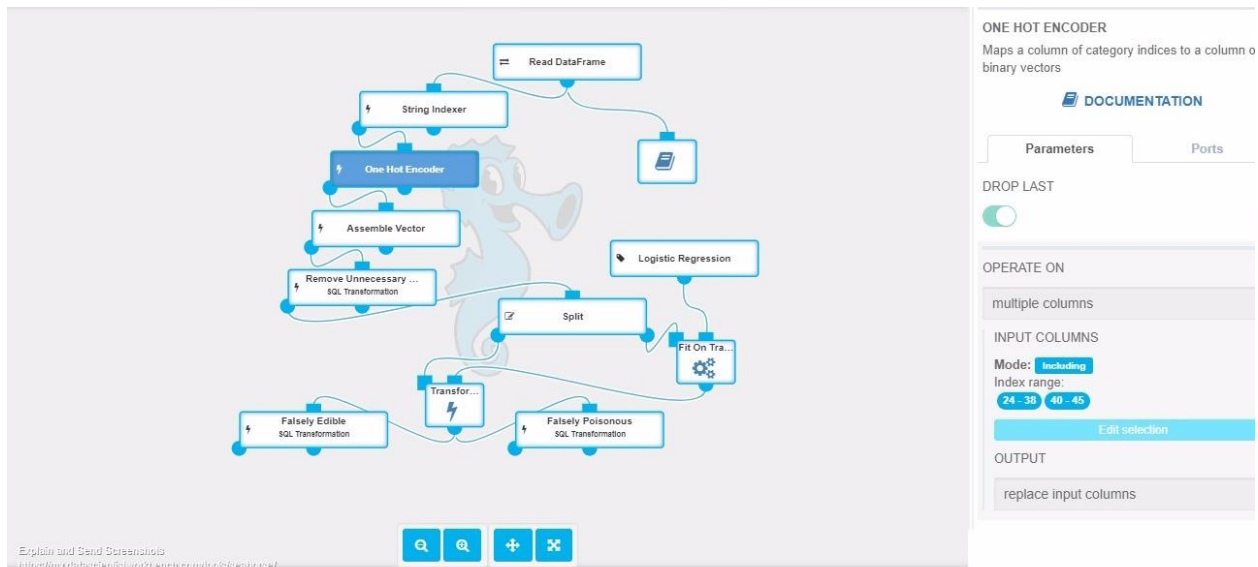 Read DataFrame
String Indexer
One Hot Encoder
Assemble Vector
Logistic Regression
Remove Unnecessary ...
SQL Transformation
Split
Fit On Tra...
Transfor...
Falsely Edible
SQL Transformation
Falsely Poisonous
SQL Transformation
Explain and Send Screenshots
ONE HOT ENCODER
Maps a column of category indices to a column o
binary vectors
DOCUMENTATION
Parameters
Ports
DROP LAST
OPERATE ON
multiple columns
INPUT COLUMNS
Mode: Including
Index range:
24 - 38 40 - 45
Edit selection
OUTPUT
replace input columns